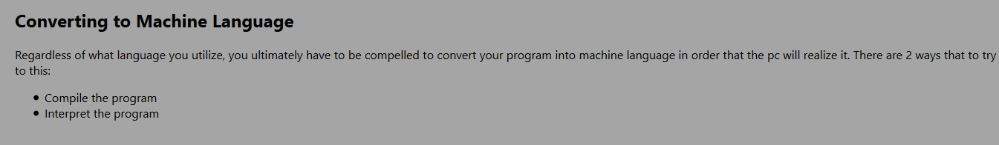 Converting to Machine Language
Regardless of what language you utilize, you ultimately have to be compelled to convert your program into machine language in order that the pc will realize it. There are 2 ways that to try
to this:
• Compile the program
• Interpret the program